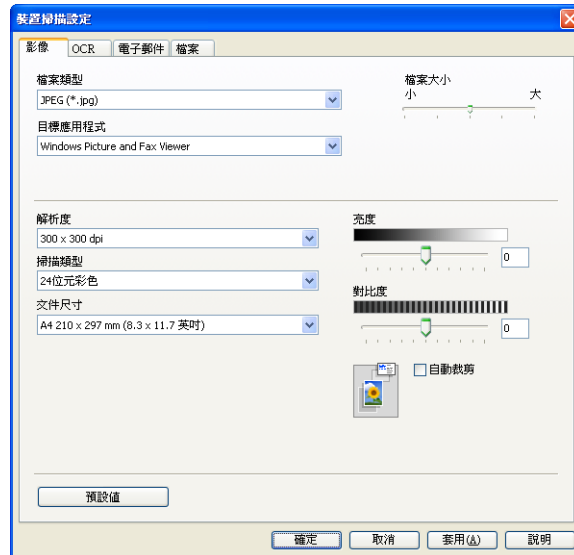 裝置掃描設定
影像 OCR 電子郵件 檔案
檔案類型
JPEG (*.jpg)
檔案大小
小 大
目標應用程式
Windows Picture and Fax Viewer
解析度
300 x 300 dpi
掃描類型
24位元彩色
文件尺寸
A4 210 x 297 mm (8.3 x 11.7 英吋)
亮度
0
對比度
0
自動裁剪
預設值
確定 取消 套用(A) 說明